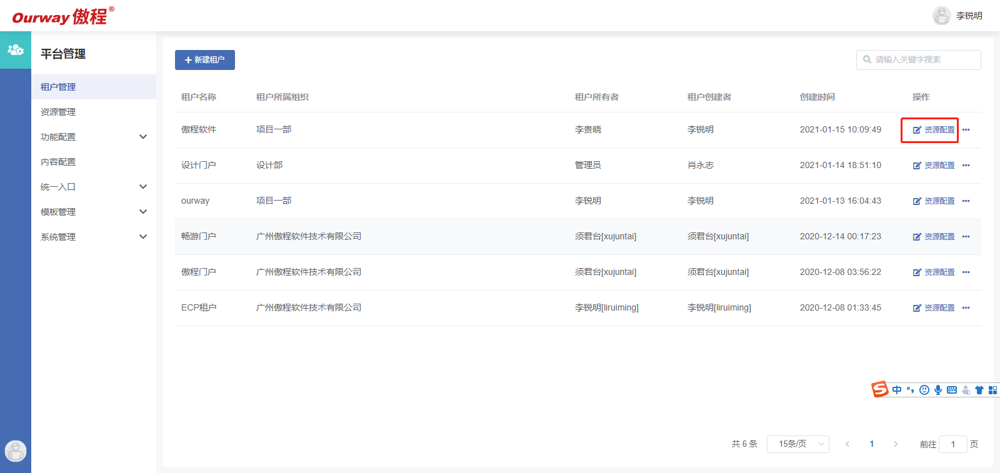 Ourway 傲程®
李锐明
平台管理
租户管理
资源管理
功能配置
内容配置
统一入口
模板管理
系统管理
新建租户
请输入关键字搜索
租户名称 租户所属组织 租户所有者 租户创建者 创建时间 操作
傲程软件 项目一部 李贵晓 李锐明 2021-01-15 10:09:49 资源配置 •••
设计门户 设计部 管理员 肖永志 2021-01-14 18:51:10 资源配置 •••
ourway 项目一部 李锐明 李锐明 2021-01-13 16:04:43 资源配置 •••
畅游门户 广州傲程软件技术有限公司 须君台[xujuntai] 须君台[xujuntai] 2020-12-14 00:17:23 资源配置 •••
傲程门户 广州傲程软件技术有限公司 须君台[xujuntai] 须君台[xujuntai] 2020-12-08 03:56:22 资源配置 •••
ECP租户 广州傲程软件技术有限公司 李锐明[liruiming] 李锐明[liruiming] 2020-12-08 01:33:45 资源配置 •••
S 中 °,
共 6 条 15条/页 1 前往 1 页